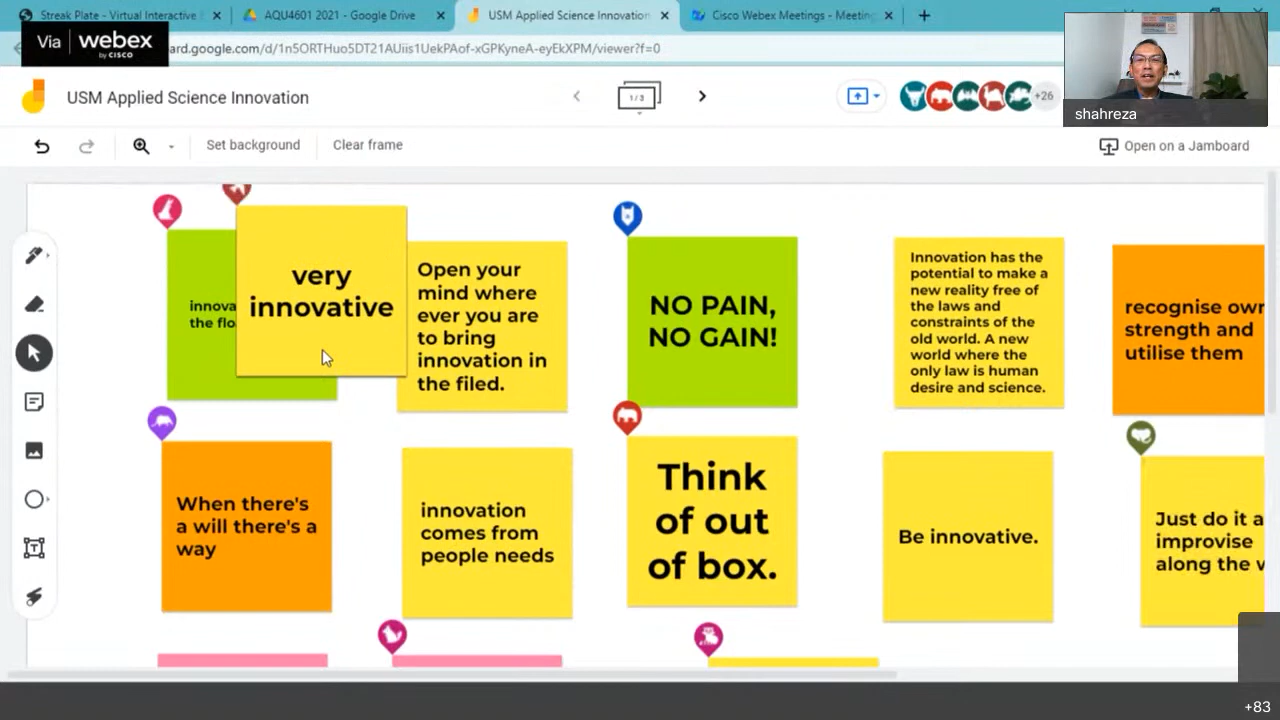 Streak Plate - Virtual Interactive
AQU4601 2021 - Google Drive
USM Applied Science Innovation
Cisco Webex Meetings - Meeting
Via webex
by CISCO
ard.google.com/d/1n5ORTHuo5DT21AUiis1UekPAof-xGPKyneA-eyEkXPM/viewer?f=0
USM Applied Science Innovation
1 / 3
+26
shahreza
Set background
Clear frame
Open on a Jamboard
innova
the flo
very
innovative
Open your
mind where
ever you are
to bring
innovation in
the filed.
NO PAIN,
NO GAIN!
Innovation has the
potential to make a
new reality free of
the laws and
constraints of the
old world. A new
world where the
only law is human
desire and science.
recognise own
strength and
utilise them
When there's
a will there's a
way
innovation
comes from
people needs
Think
of out
of box.
Be innovative.
Just do it a
improvise
along the w
+83